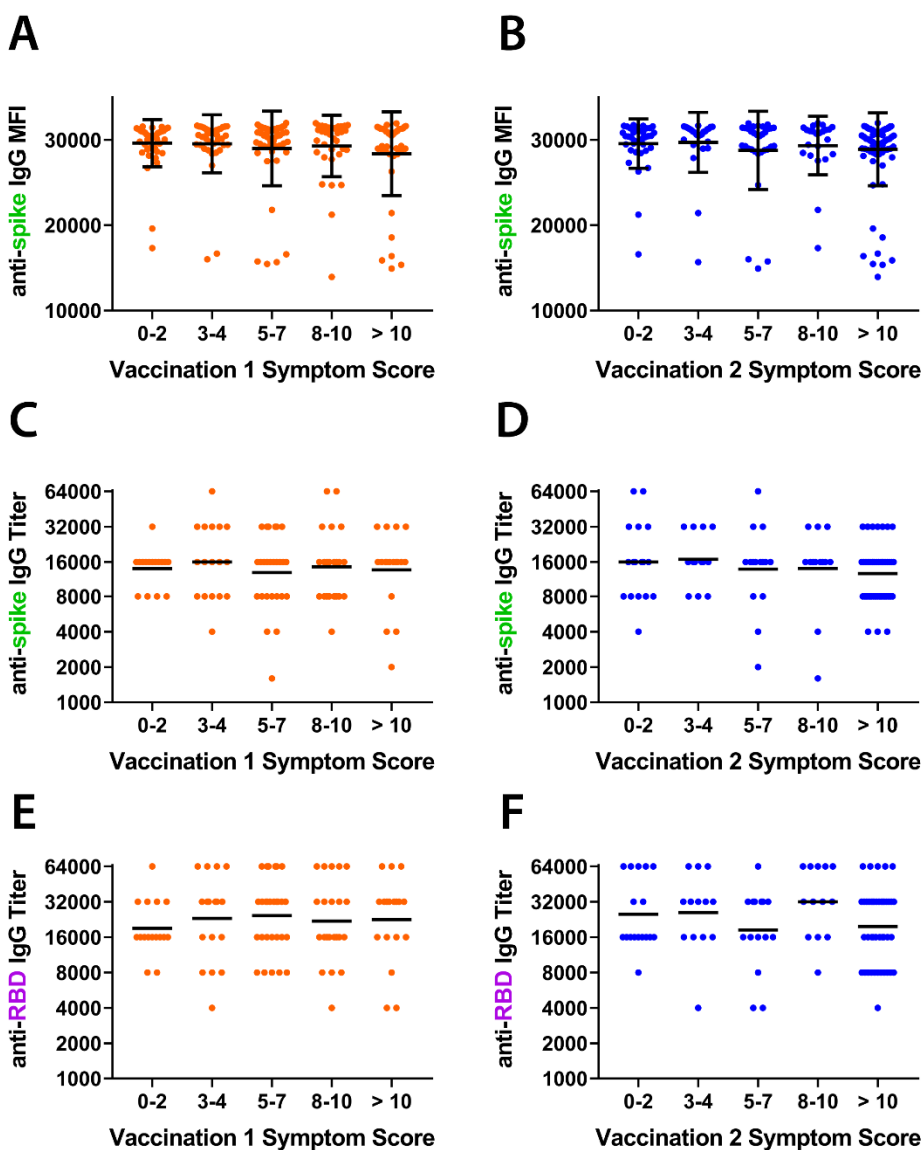 A
B
anti-spike IgG MFI
30000
20000
10000
0-2 3-4 5-7 8-10 > 10
Vaccination 1 Symptom Score
anti-spike IgG MFI
30000
20000
10000
0-2 3-4 5-7 8-10 > 10
Vaccination 2 Symptom Score
C
D
anti-spike IgG Titer
64000
32000
16000
8000
4000
2000
1000
0-2 3-4 5-7 8-10 > 10
Vaccination 1 Symptom Score
anti-spike IgG Titer
64000
32000
16000
8000
4000
2000
1000
0-2 3-4 5-7 8-10 > 10
Vaccination 2 Symptom Score
E
F
anti-RBD IgG Titer
64000
32000
16000
8000
4000
2000
1000
0-2 3-4 5-7 8-10 > 10
Vaccination 1 Symptom Score
anti-RBD IgG Titer
64000
32000
16000
8000
4000
2000
1000
0-2 3-4 5-7 8-10 > 10
Vaccination 2 Symptom Score